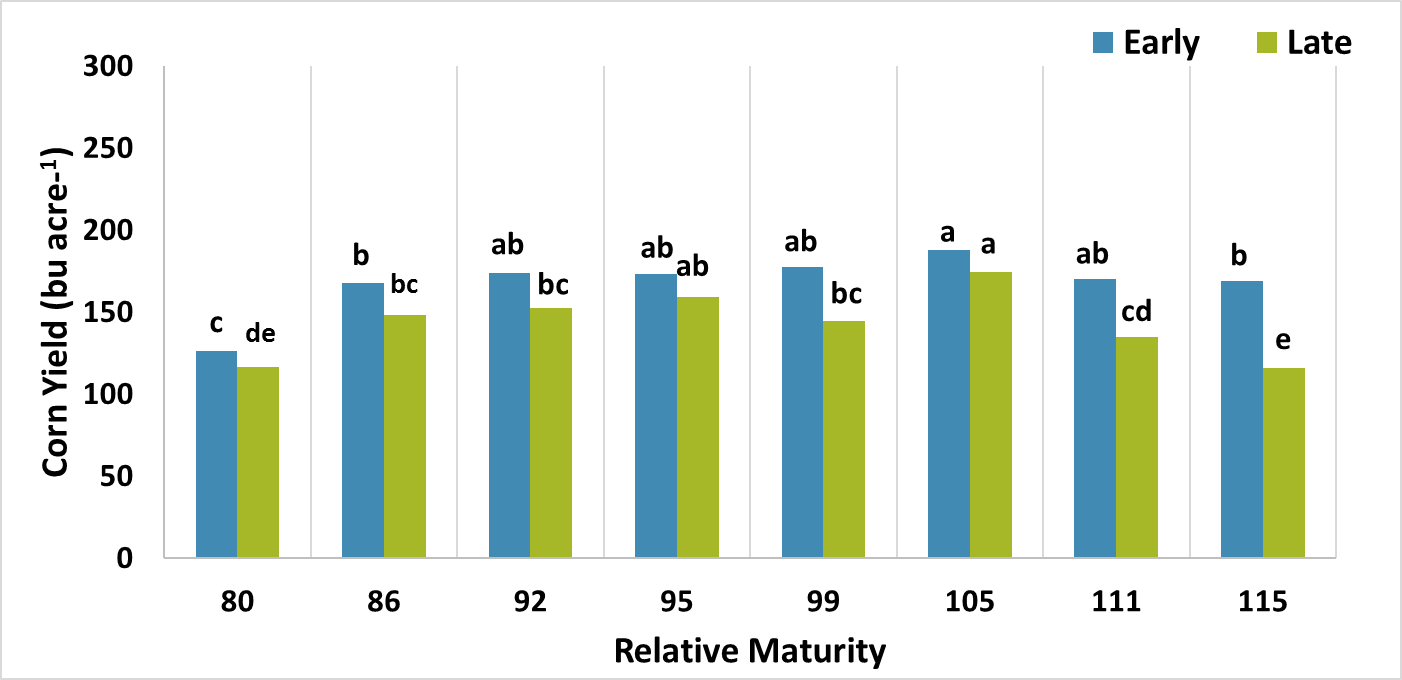 Early Late
300
250
200
150
100
50
0
Corn Yield (bu acre-1)
c de
b bc
ab bc
ab ab
ab bc
a a
ab cd
b e
80 86 92 95 99 105 111 115
Relative Maturity